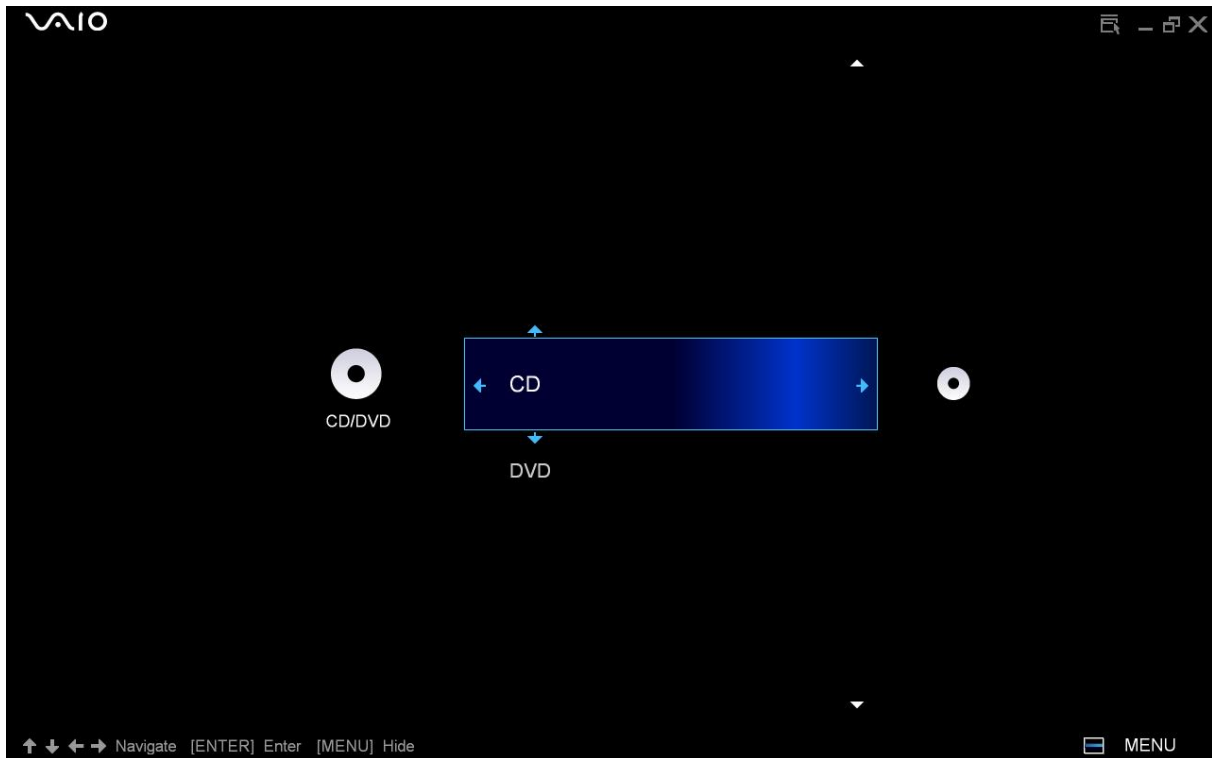 VAIO
CD
CD/DVD
DVD
Navigate [ENTER] Enter [MENU] Hide
MENU